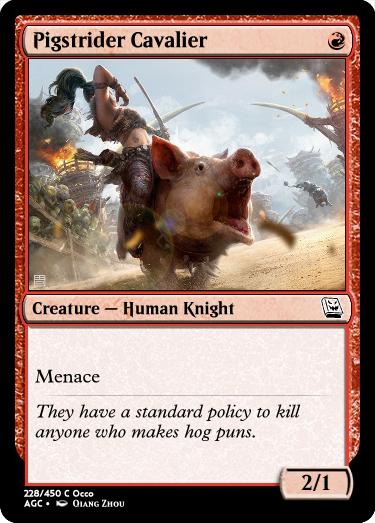 Pigstrider Cavalier
Creature — Human Knight
Menace
They have a standard policy to kill
anyone who makes hog puns.
2/1
228/450 C Occo
AGC • Qiang Zhou